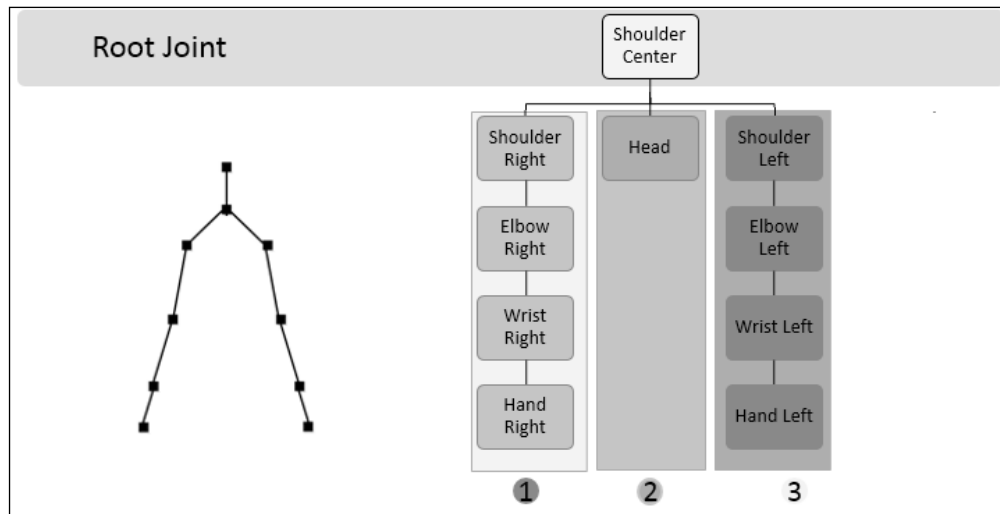 Root Joint
Shoulder
Center
Shoulder
Right
Elbow
Right
Wrist
Right
Hand
Right
Head
Shoulder
Left
Elbow
Left
Wrist Left
Hand Left
1
2
3